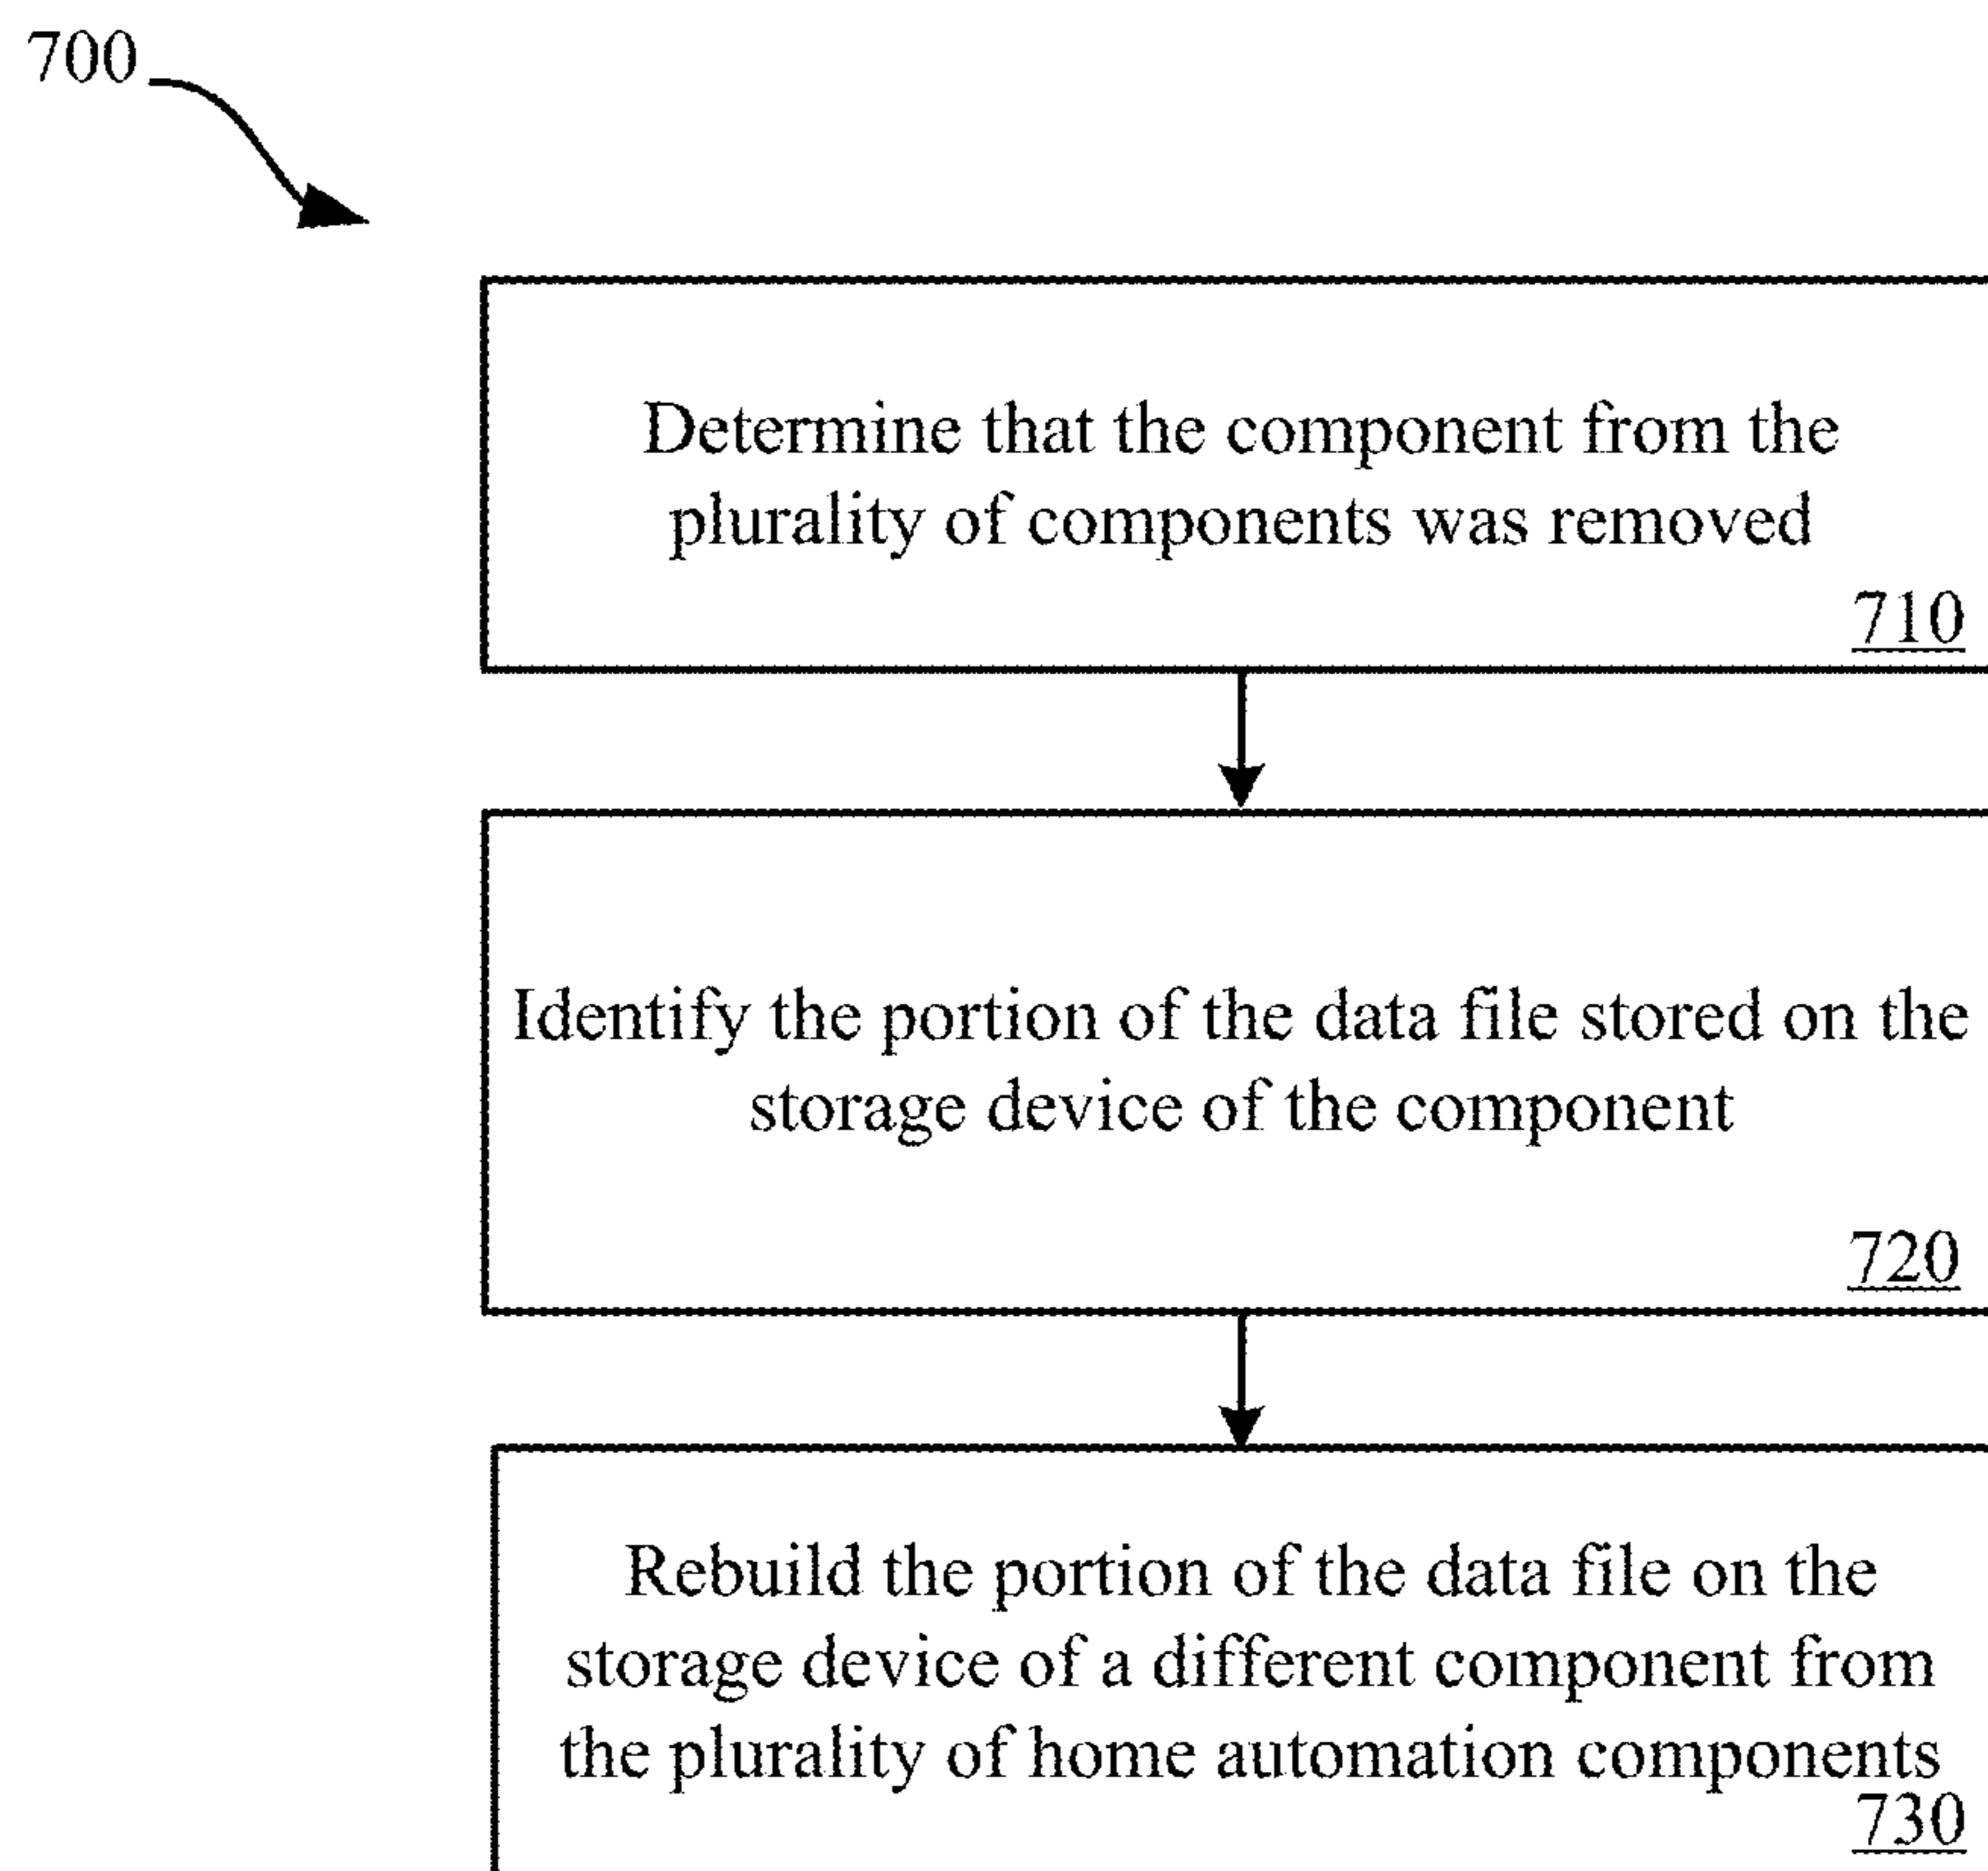 700
Determine that the component from the
plurality of components was removed
710
Identify the portion of the data file stored on the
storage device of the component
720
Rebuild the portion of the data file on the
storage device of a different component from
the plurality of home automation components
730